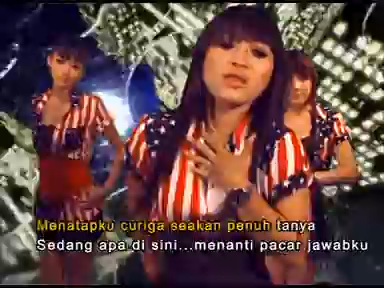 Menatapku curiga seakan penuh tanya
Sedang apa di sini...menanti pacar jawabku